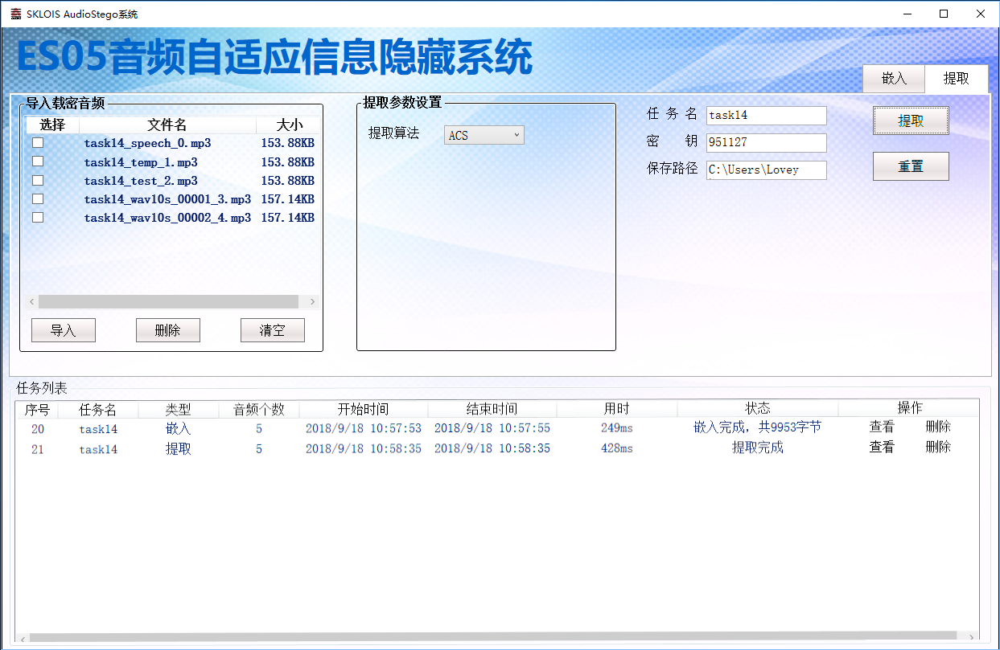 SKLOIS AudioStego系统
ES05音频自适应信息隐藏系统
嵌入 提取
导入载密音频
选择 文件名 大小
task14_speech_0.mp3 153.88KB
task14_temp_1.mp3 153.88KB
task14_test_2.mp3 153.88KB
task14_wav10s_00001_3.mp3 157.14KB
task14_wav10s_00002_4.mp3 157.14KB
导入 删除 清空
提取参数设置
提取算法 ACS
任务名 task14
密钥 951127
保存路径 C:\Users\Lovey
提取
重置
任务列表
序号 任务名 类型 音频个数 开始时间 结束时间 用时 状态 操作
20 task14 嵌入 5 2018/9/18 10:57:53 2018/9/18 10:57:55 249ms 嵌入完成，共9953字节 查看 删除
21 task14 提取 5 2018/9/18 10:58:35 2018/9/18 10:58:35 428ms 提取完成 查看 删除